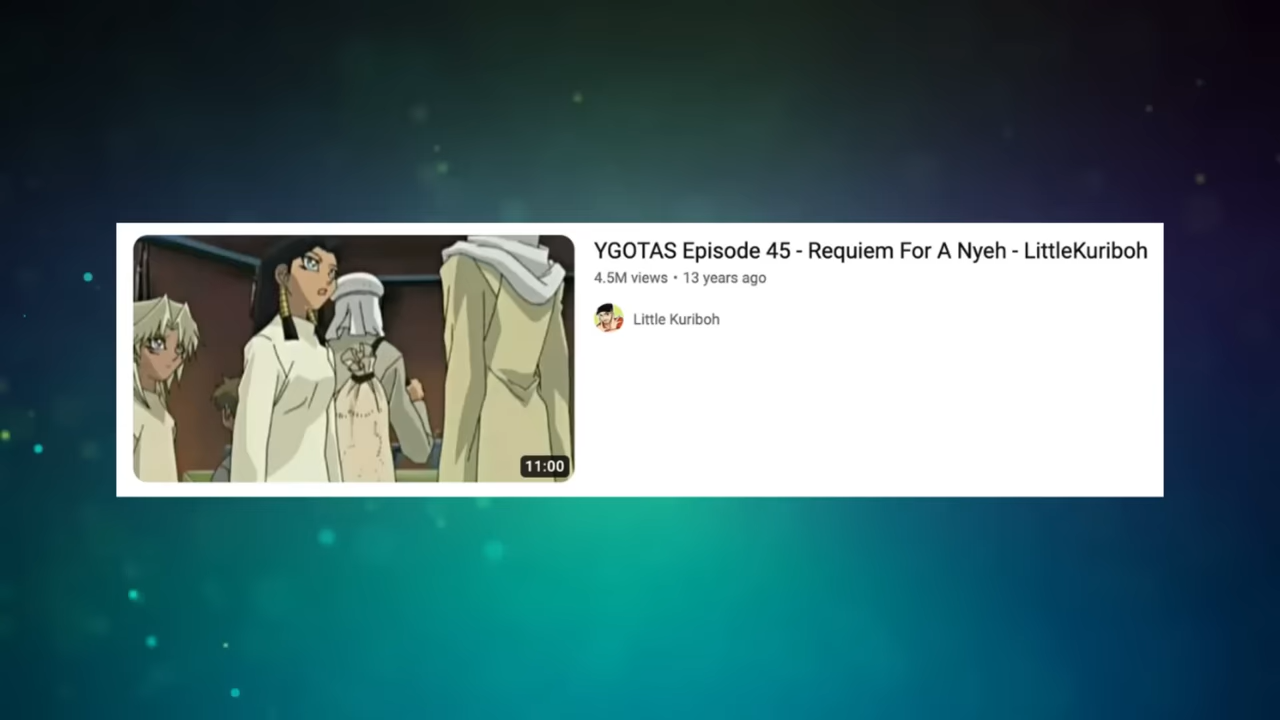 YGOTAS Episode 45 - Requiem For A Nyeh - LittleKuriboh
4.5M views • 13 years ago
Little Kuriboh
11:00